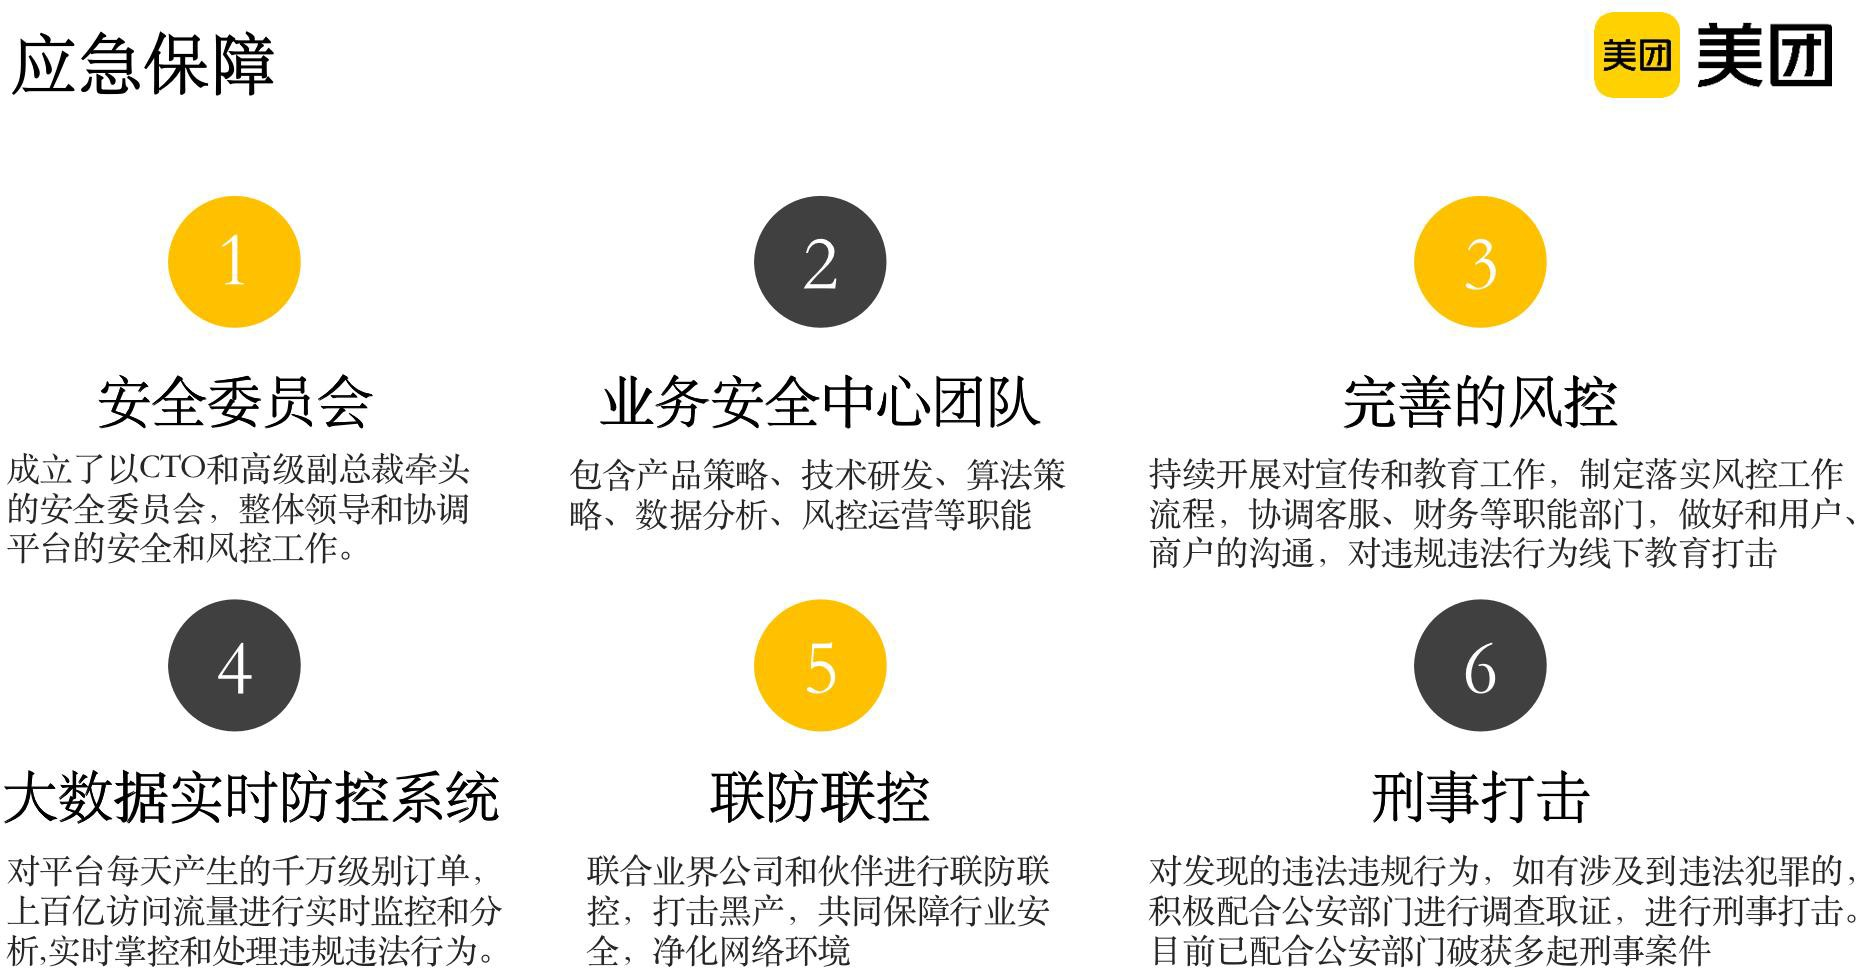 应急保障
美团 美团
1
安全委员会
成立了以CTO和高级副总裁牵头
的安全委员会，整体领导和协调
平台的安全和风控工作。
2
业务安全中心团队
包含产品策略、技术研发、算法策
略、数据分析、风控运营等职能
3
完善的风控
持续开展对宣传和教育工作，制定落实风控工作
流程，协调客服、财务等职能部门，做好和用户、
商户的沟通，对违规违法行为线下教育打击
4
大数据实时防控系统
对平台每天产生的千万级别订单，
上百亿访问流量进行实时监控和分
析,实时掌控和处理违规违法行为。
5
联防联控
联合业界公司和伙伴进行联防联
控，打击黑产，共同保障行业安
全，净化网络环境
6
刑事打击
对发现的违法违规行为，如有涉及到违法犯罪的，
积极配合公安部门进行调查取证，进行刑事打击。
目前已配合公安部门破获多起刑事案件